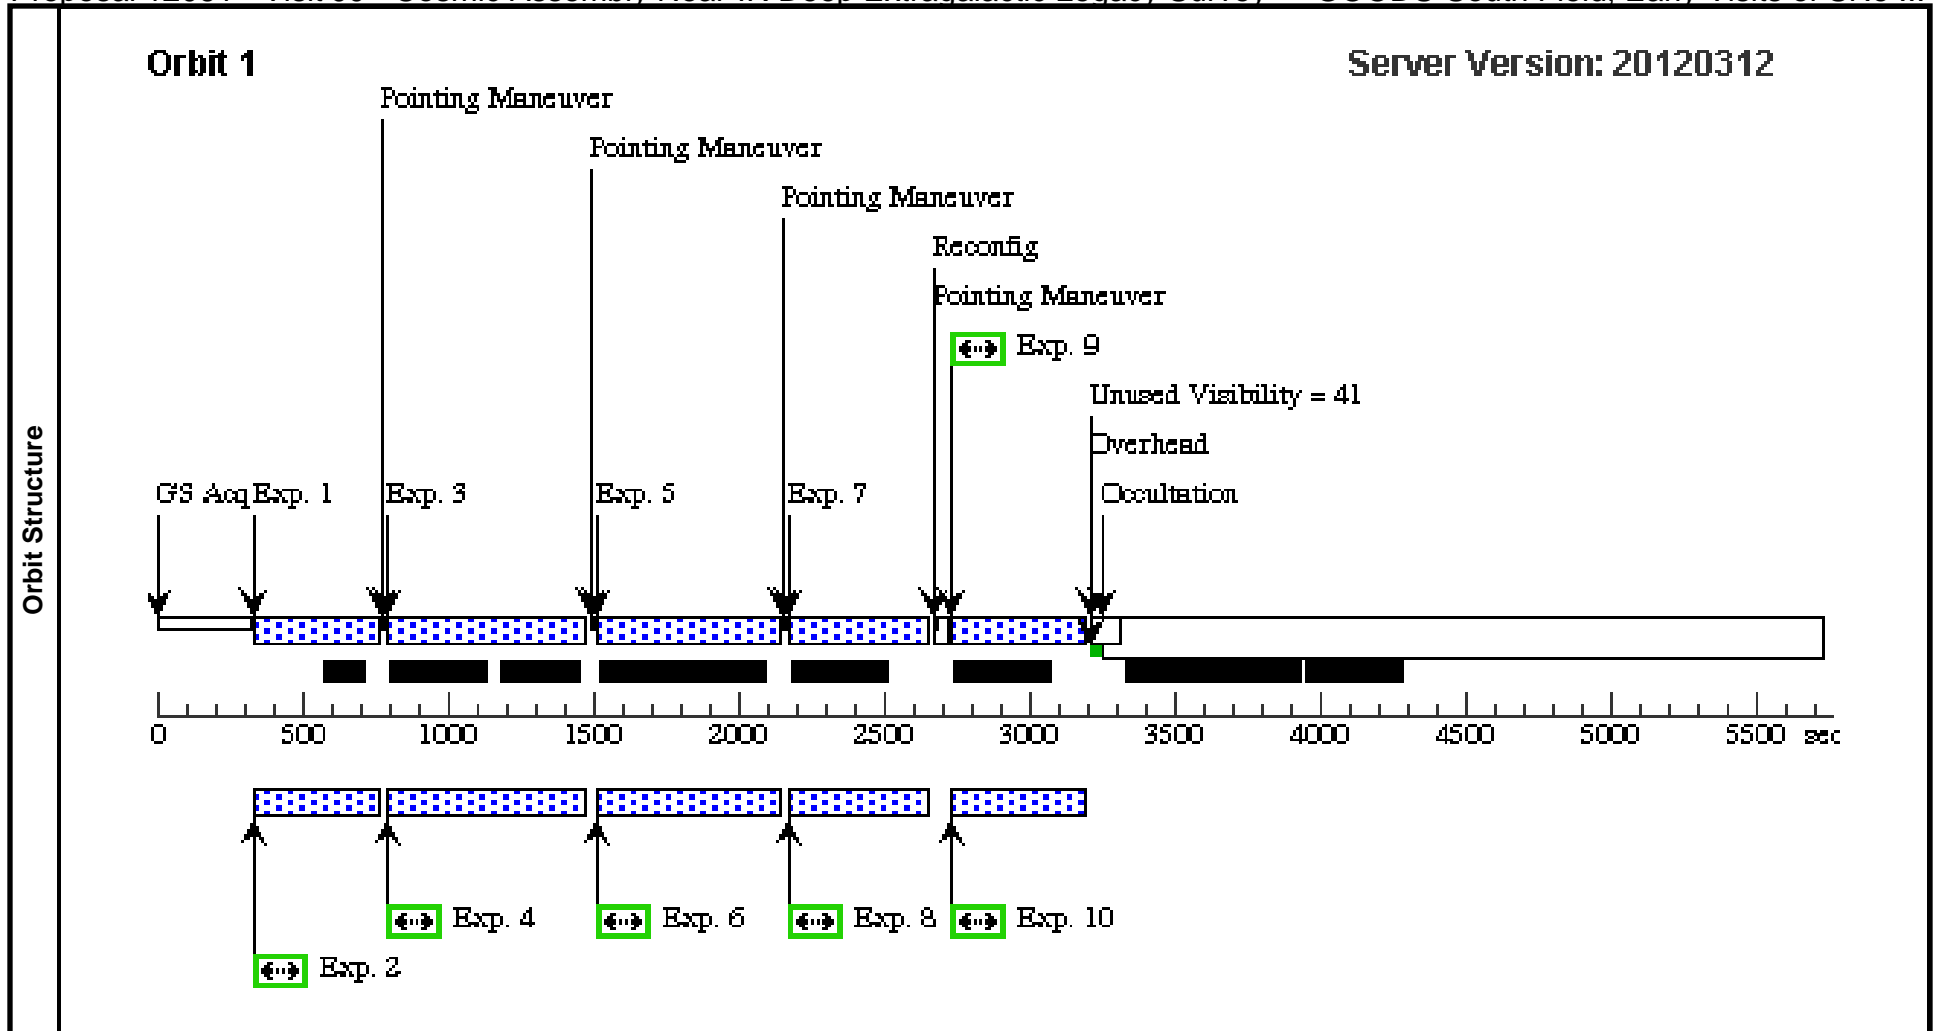 Orbit 1
Server Version: 20120312
Pointing Maneuver
Pointing Maneuver
Pointing Maneuver
Reconfig
Pointing Maneuver
Exp. 9
Unused Visibility = 41
Overhead
GS Acq Exp. 1 Exp. 3 Exp. 5 Exp. 7 Occultation
Orbit Structure
0 500 1000 1500 2000 2500 3000 3500 4000 4500 5000 5500 sec
Exp. 4 Exp. 6 Exp. 8 Exp. 10
Exp. 2